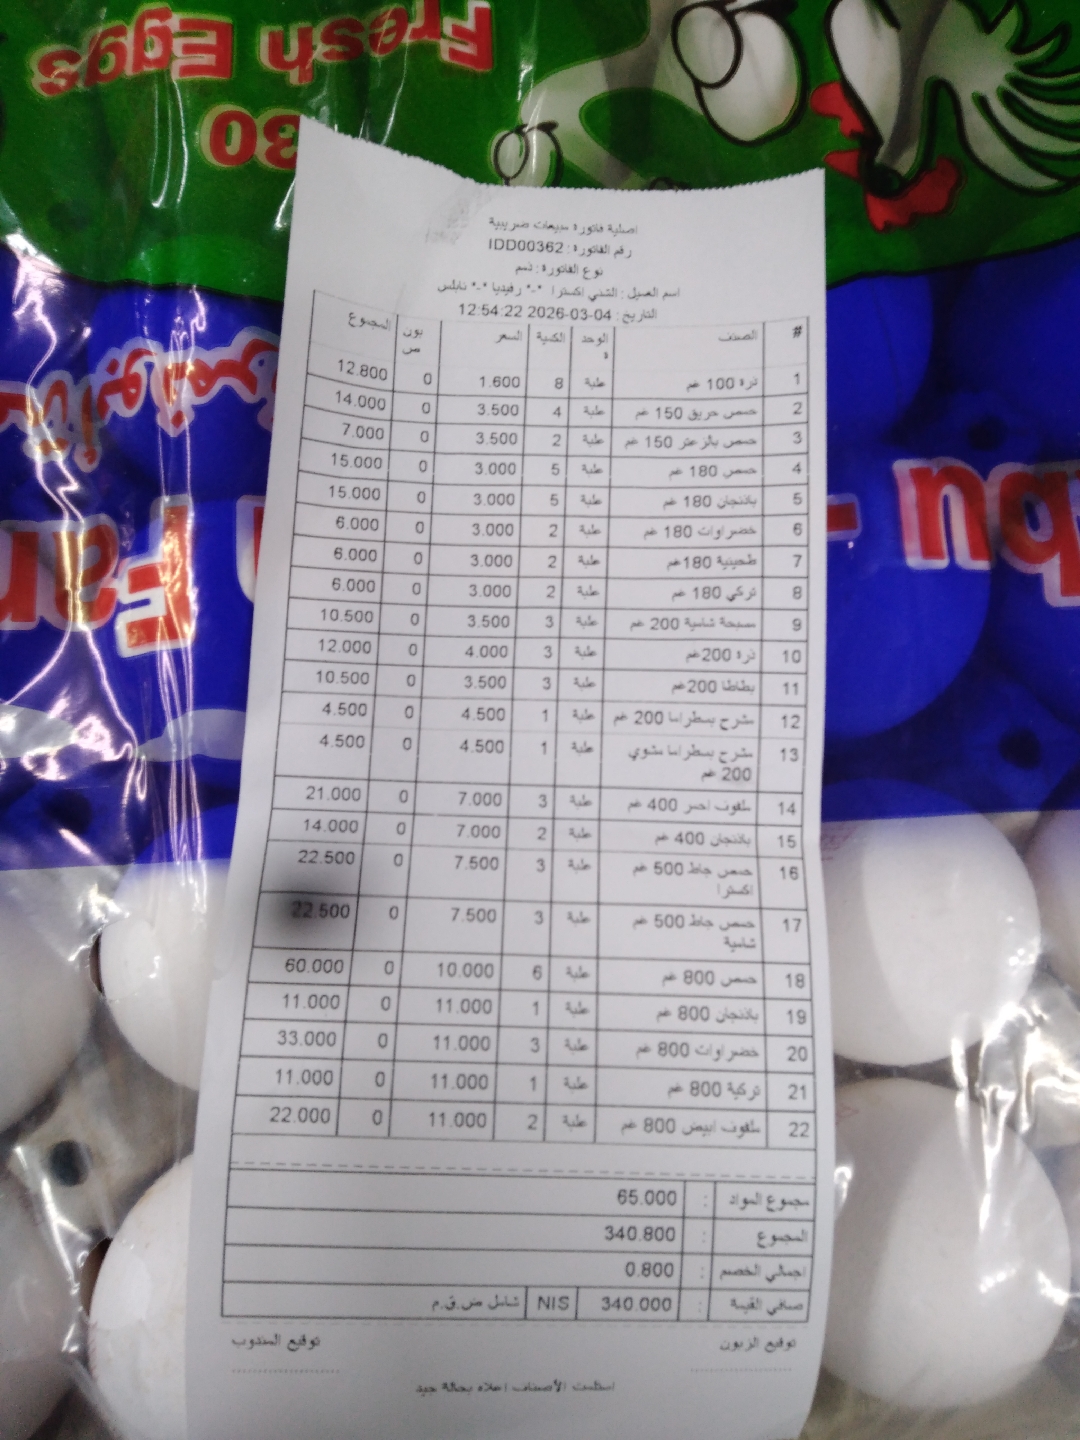 Fresh Eggs
30
اصلية فاتورة مبيعات ضريبية
رقم الفاتورة : IDD00362
نوع الفاتورة : ذمم
اسم العميل : الشني اكسترا *-* رفيديا *-* نابلس
التاريخ : 2026-03-04 12:54:22
# الصنف الوحدة الكمية السعر بونص المجموع
1 ذرة 100 غم علبة 8 1.600 0 12.800
2 حمص حريق 150 غم علبة 4 3.500 0 14.000
3 حمص بالزعتر 150 غم علبة 2 3.500 0 7.000
4 حمص 180 غم علبة 5 3.000 0 15.000
5 باذنجان 180 غم علبة 5 3.000 0 15.000
6 خضراوات 180 غم علبة 2 3.000 0 6.000
7 طحينية 180غم علبة 2 3.000 0 6.000
8 تركي 180 غم علبة 2 3.000 0 6.000
9 مسبحة شامية 200 غم علبة 3 3.500 0 10.500
10 ذرة 200غم علبة 3 4.000 0 12.000
11 بطاطا 200غم علبة 3 3.500 0 10.500
12 مشرح بسطراما 200 غم علبة 1 4.500 0 4.500
13 مشرح بسطراما مشوي 200 غم علبة 1 4.500 0 4.500
14 ملفوف احمر 400 غم علبة 3 7.000 0 21.000
15 باذنجان 400 غم علبة 2 7.000 0 14.000
16 حمص جاط 500 غم اكسترا علبة 3 7.500 0 22.500
17 حمص جاط 500 غم شامية علبة 3 7.500 0 22.500
18 حمص 800 غم علبة 6 10.000 0 60.000
19 باذنجان 800 غم علبة 1 11.000 0 11.000
20 خضراوات 800 غم علبة 3 11.000 0 33.000
21 تركية 800 غم علبة 1 11.000 0 11.000
22 ملفوف ابيض 800 غم علبة 2 11.000 0 22.000
مجموع المواد : 65.000
المجموع : 340.800
اجمالي الخصم : 0.800
صافي القيمة : 340.000 NIS شامل ض.ق.م
توقيع الزبون توقيع المندوب
استلمت الأصناف اعلاه بحالة جيد